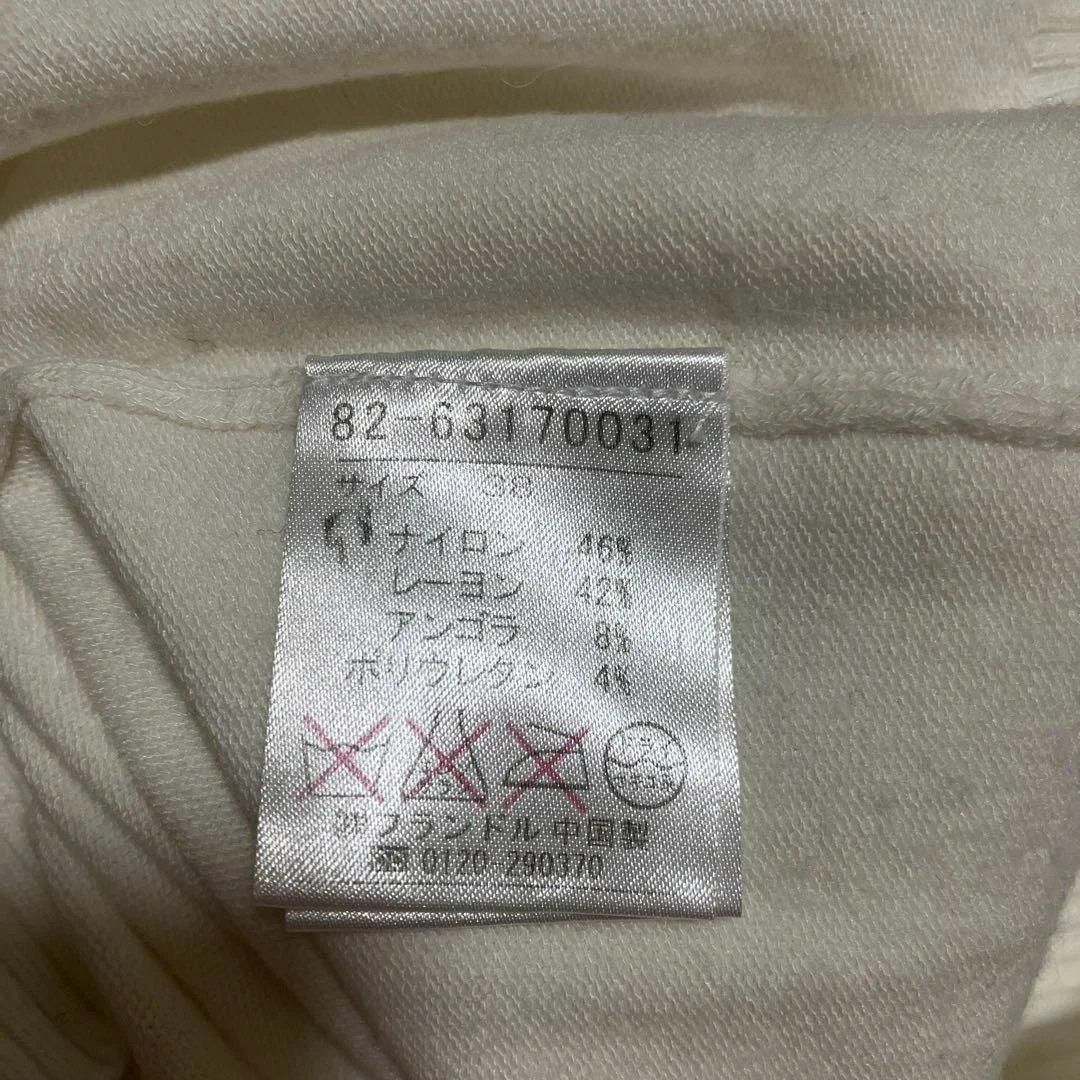 82-63170031
サイズ 38
ナイロン 46%
レーヨン 42%
アンゴラ 8%
ポリウレタン 4%
フランドル 中国製
0120-290370